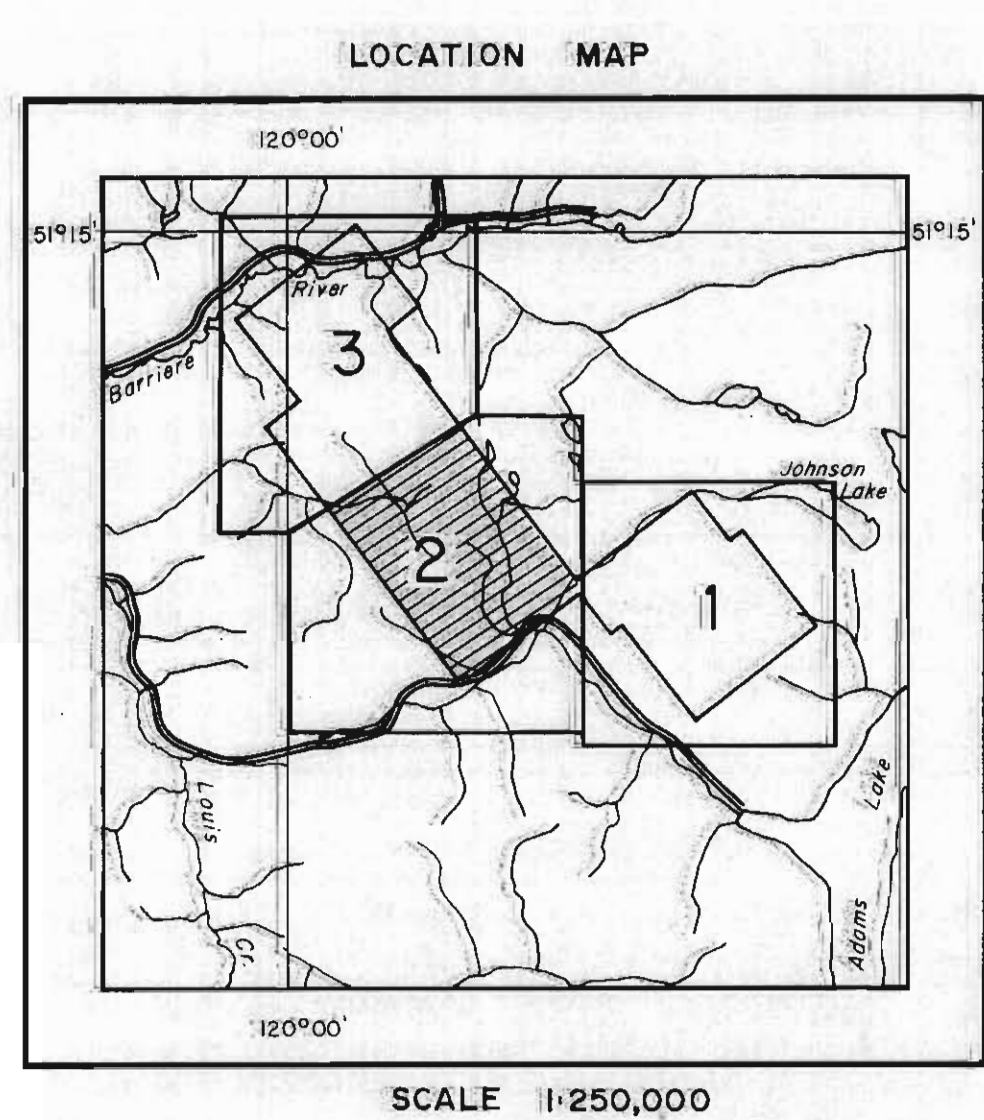 LOCATION MAP
120°00'
51°15'
51°15'
River
3
Barriere
Johnson
Lake
2
1
Louis
Cr.
Lake
Adams
120°00'
SCALE 1:250,000